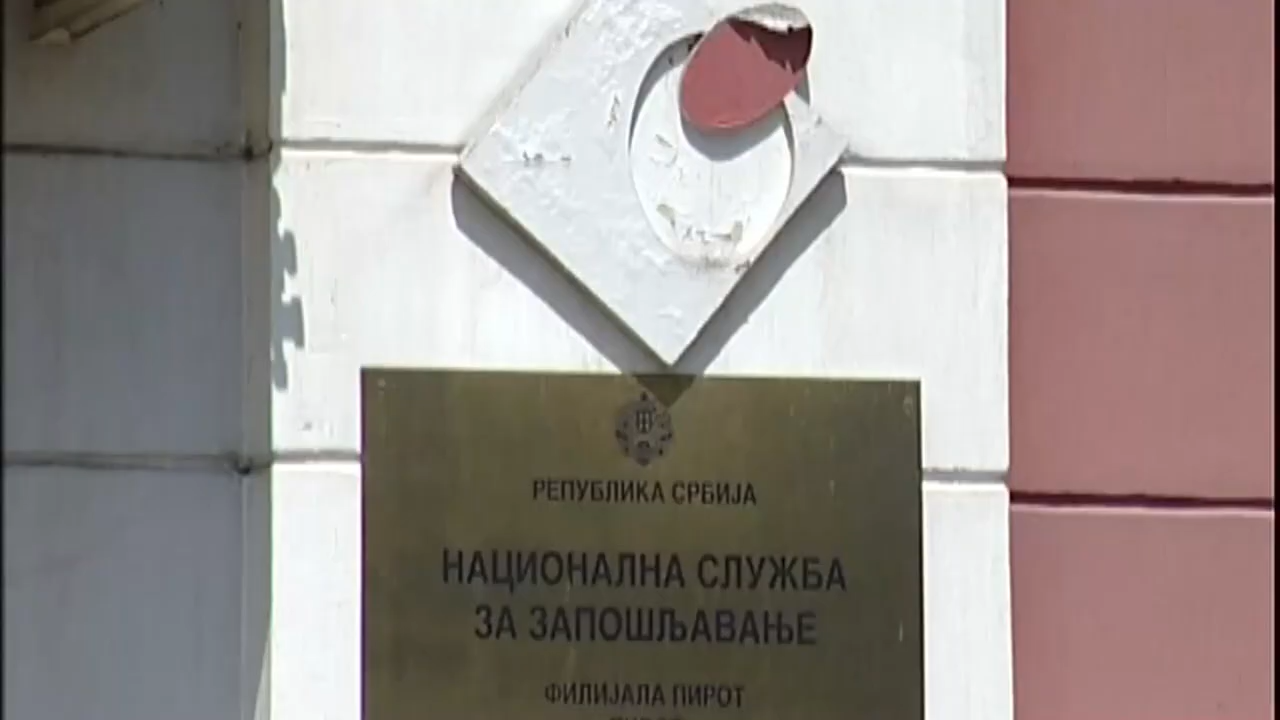 РЕПУБЛИКА СРБИЈА
НАЦИОНАЛНА СЛУЖБА
ЗА ЗАПОШЉАВАЊЕ
ФИЛИЈАЛА ПИРОТ